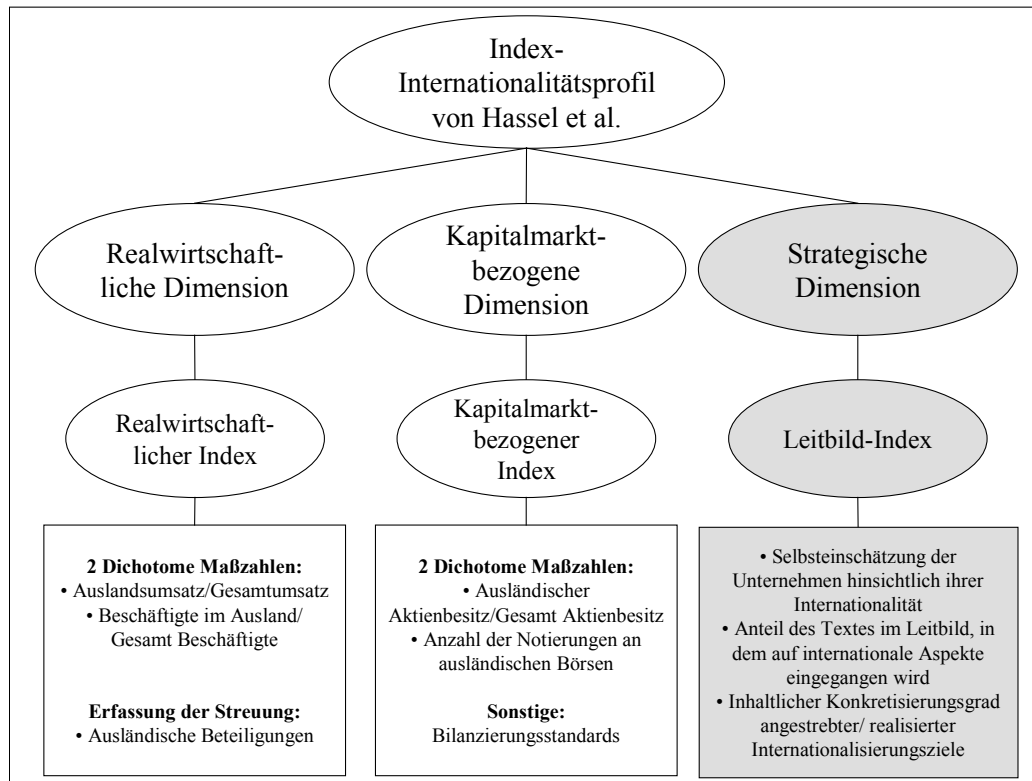 Index-
Internationalitätsprofil
von Hassel et al.
Realwirtschaft-
liche Dimension
Kapitalmarkt-
bezogene
Dimension
Strategische
Dimension
Realwirtschaft-
licher Index
Kapitalmarkt-
bezogener
Index
Leitbild-Index
2 Dichotome Maßzahlen:
• Auslandsumsatz/Gesamtumsatz
• Beschäftigte im Ausland/
Gesamt Beschäftigte
Erfassung der Streuung:
• Ausländische Beteiligungen
2 Dichotome Maßzahlen:
• Ausländischer
Aktienbesitz/Gesamt Aktienbesitz
• Anzahl der Notierungen an
ausländischen Börsen
Sonstige:
Bilanzierungsstandards
• Selbsteinschätzung der
Unternehmen hinsichtlich ihrer
Internationalität
• Anteil des Textes im Leitbild, in
dem auf internationale Aspekte
eingegangen wird
• Inhaltlicher Konkretisierungsgrad
angestrebter/ realisierter
Internationalisierungsziele